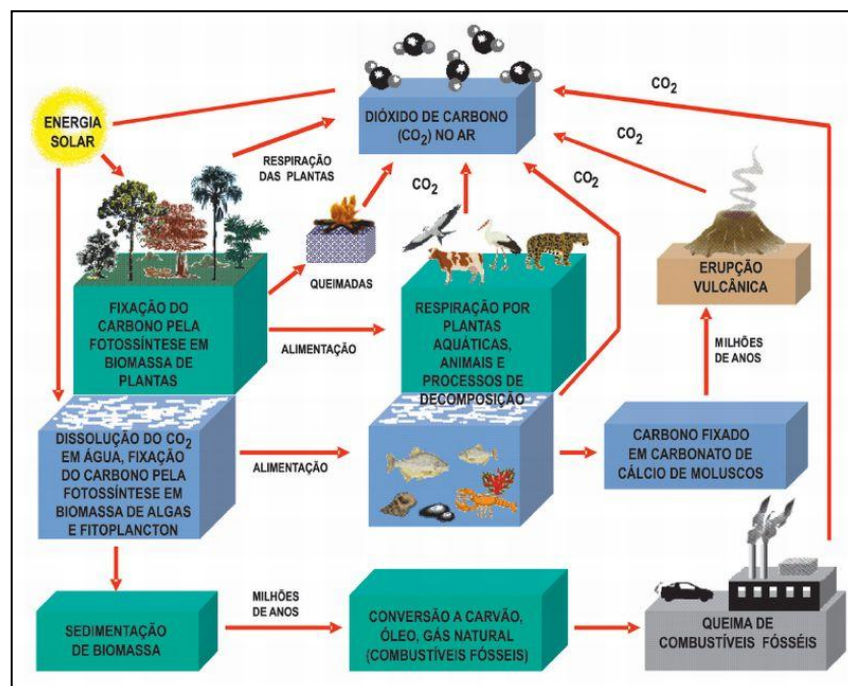 DIÓXIDO DE CARBONO
(CO₂) NO AR
CO₂
CO₂
CO₂
CO₂
ENERGIA
SOLAR
RESPIRAÇÃO
DAS PLANTAS
QUEIMADAS
ERUPÇÃO
VULCÂNICA
FIXAÇÃO DO
CARBONO PELA
FOTOSSÍNTESE EM
BIOMASSA DE
PLANTAS
ALIMENTAÇÃO
RESPIRAÇÃO POR
PLANTAS
AQUÁTICAS,
ANIMAIS E
PROCESSOS DE
DECOMPOSIÇÃO
MILHÕES
DE ANOS
DISSOLUÇÃO DO CO₂
EM ÁGUA, FIXAÇÃO
DO CARBONO PELA
FOTOSSÍNTESE EM
BIOMASSA DE ALGAS
E FITOPLANCTON
ALIMENTAÇÃO
CARBONO FIXADO
EM CARBONATO DE
CÁLCIO DE MOLUSCOS
SEDIMENTAÇÃO
DE BIOMASSA
MILHÕES
DE ANOS
CONVERSÃO A CARVÃO,
ÓLEO, GÁS NATURAL
(COMBUSTÍVEIS FÓSSEIS)
QUEIMA DE
COMBUSTÍVEIS FÓSSÉIS